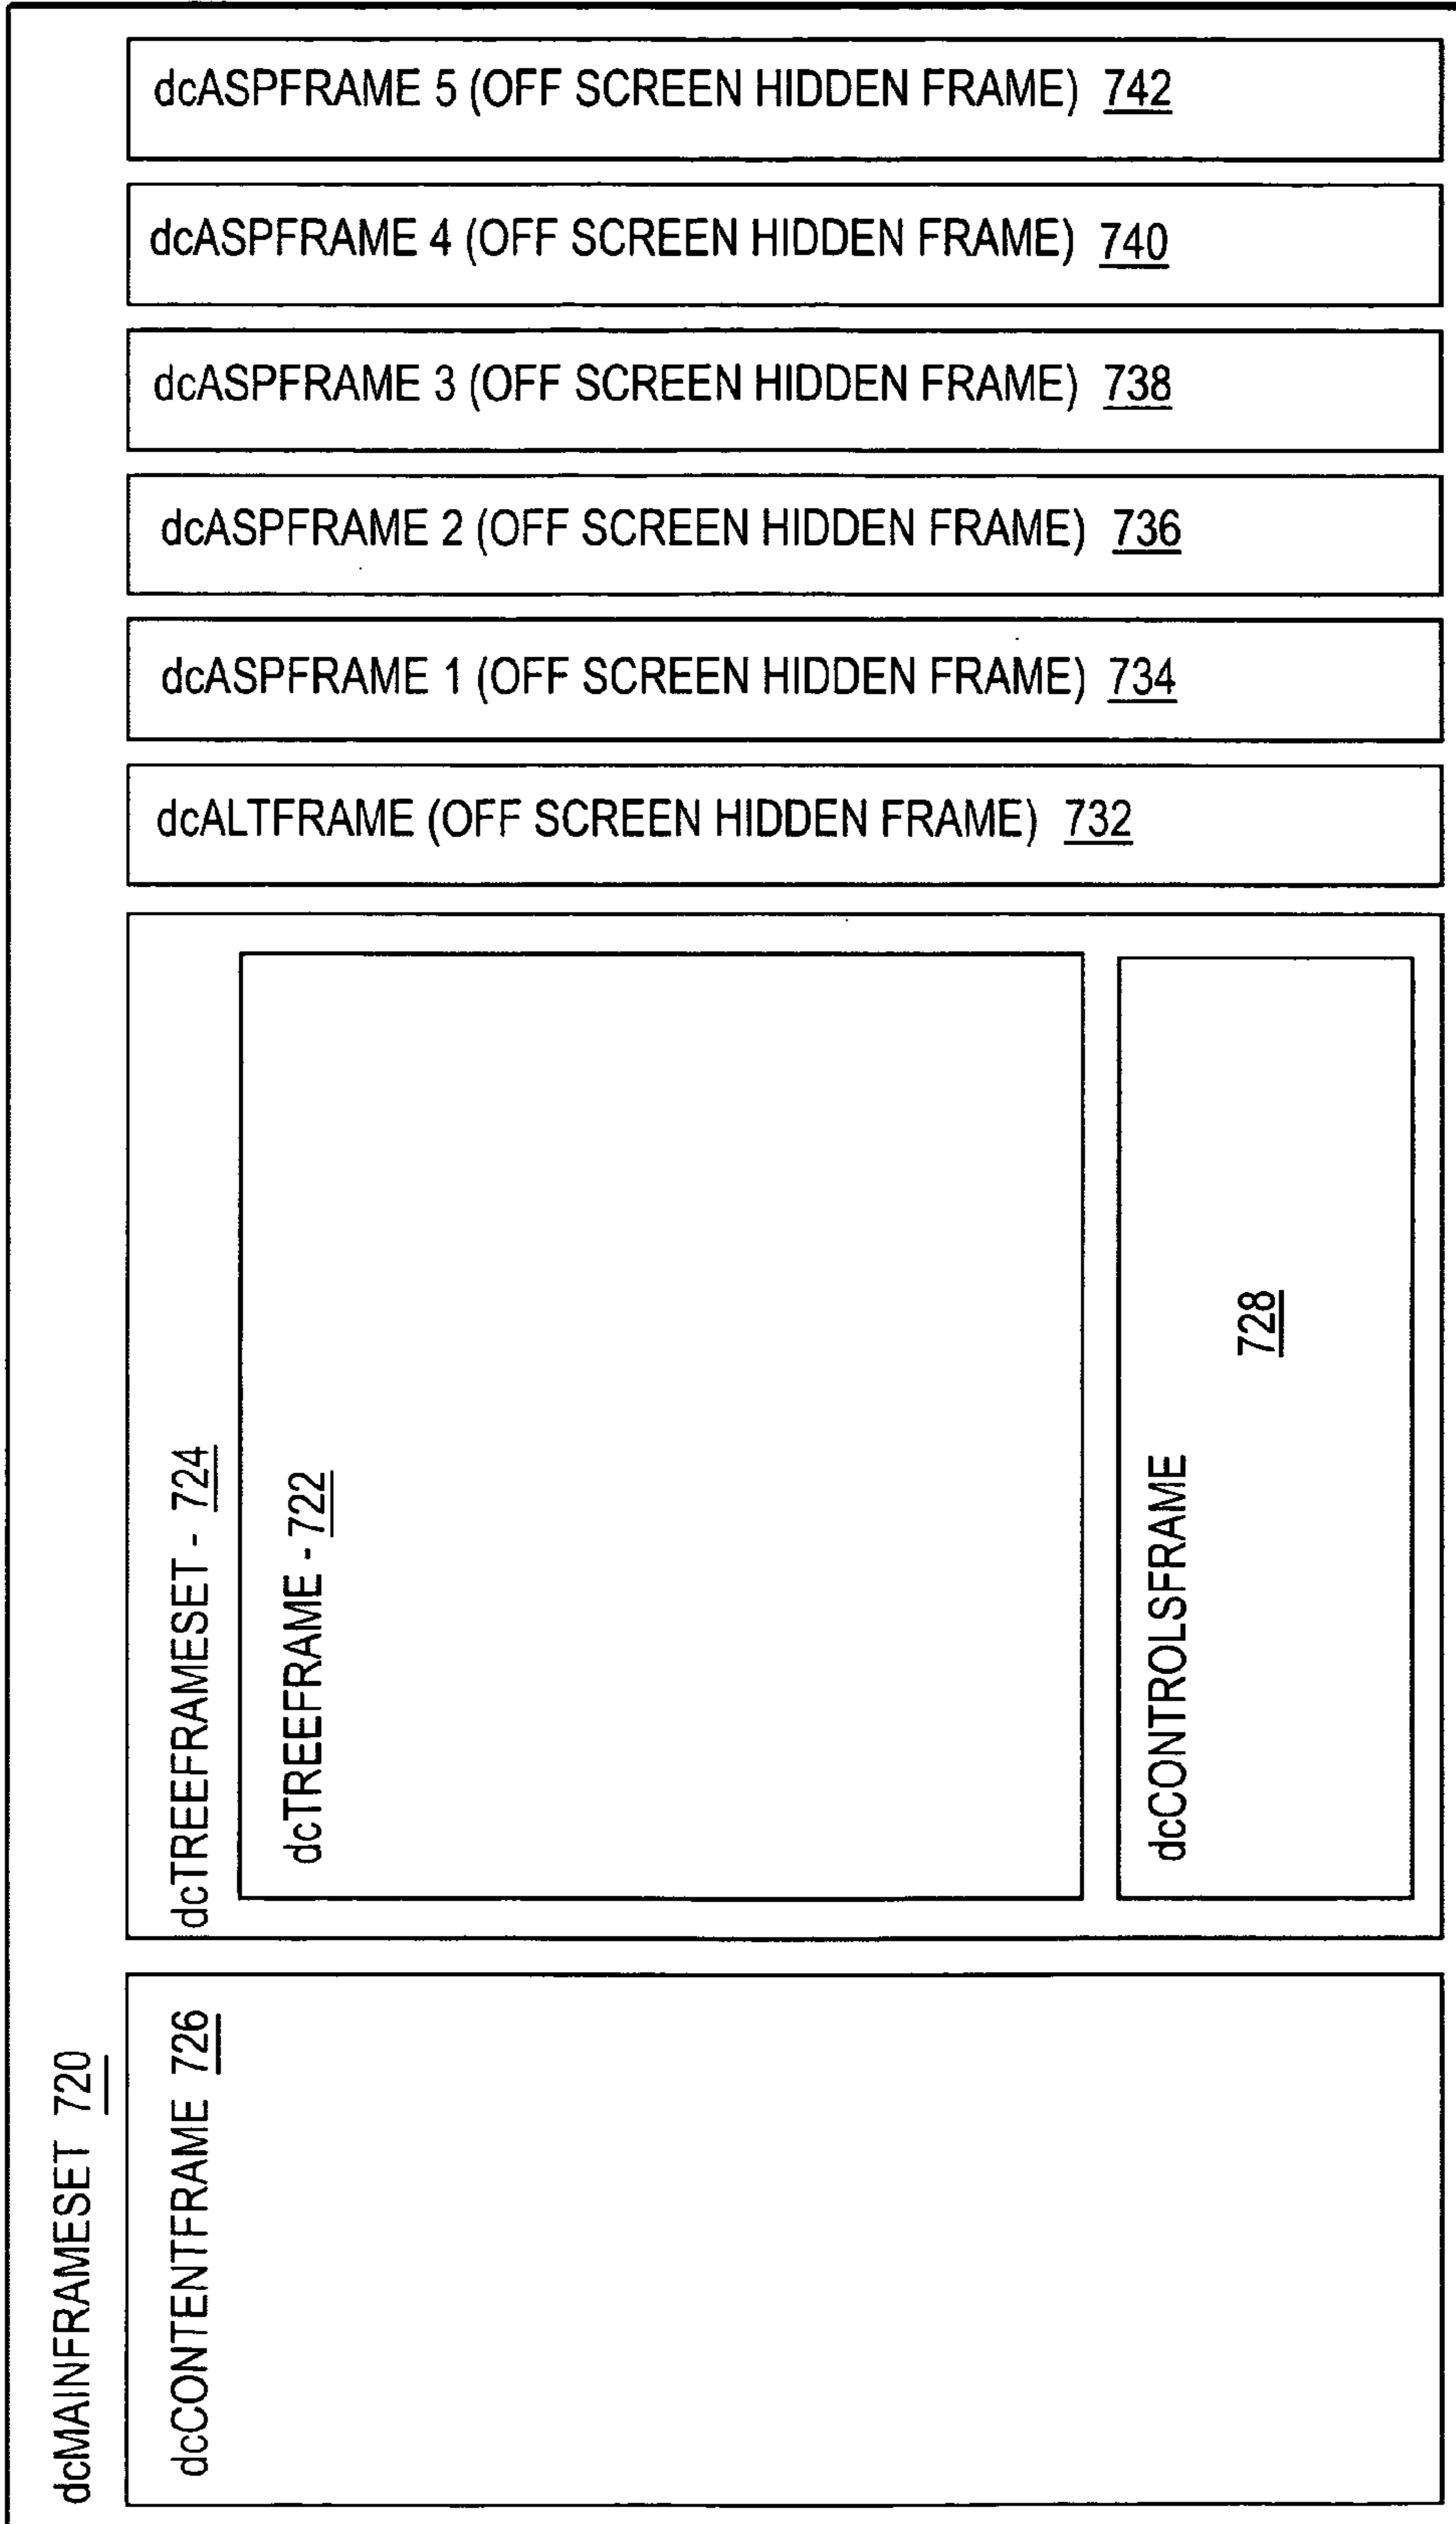 dcASPFRAME 5 (OFF SCREEN HIDDEN FRAME) 742
dcASPFRAME 4 (OFF SCREEN HIDDEN FRAME) 740
dcASPFRAME 3 (OFF SCREEN HIDDEN FRAME) 738
dcASPFRAME 2 (OFF SCREEN HIDDEN FRAME) 736
dcASPFRAME 1 (OFF SCREEN HIDDEN FRAME) 734
dcALTFRAME (OFF SCREEN HIDDEN FRAME) 732
dcTREEFRAMESET - 724
dcTREEFRAME - 722
dcCONTROLSFRAME
728
dcMAINFRAMESET 720
dcCONTENTFRAME 726